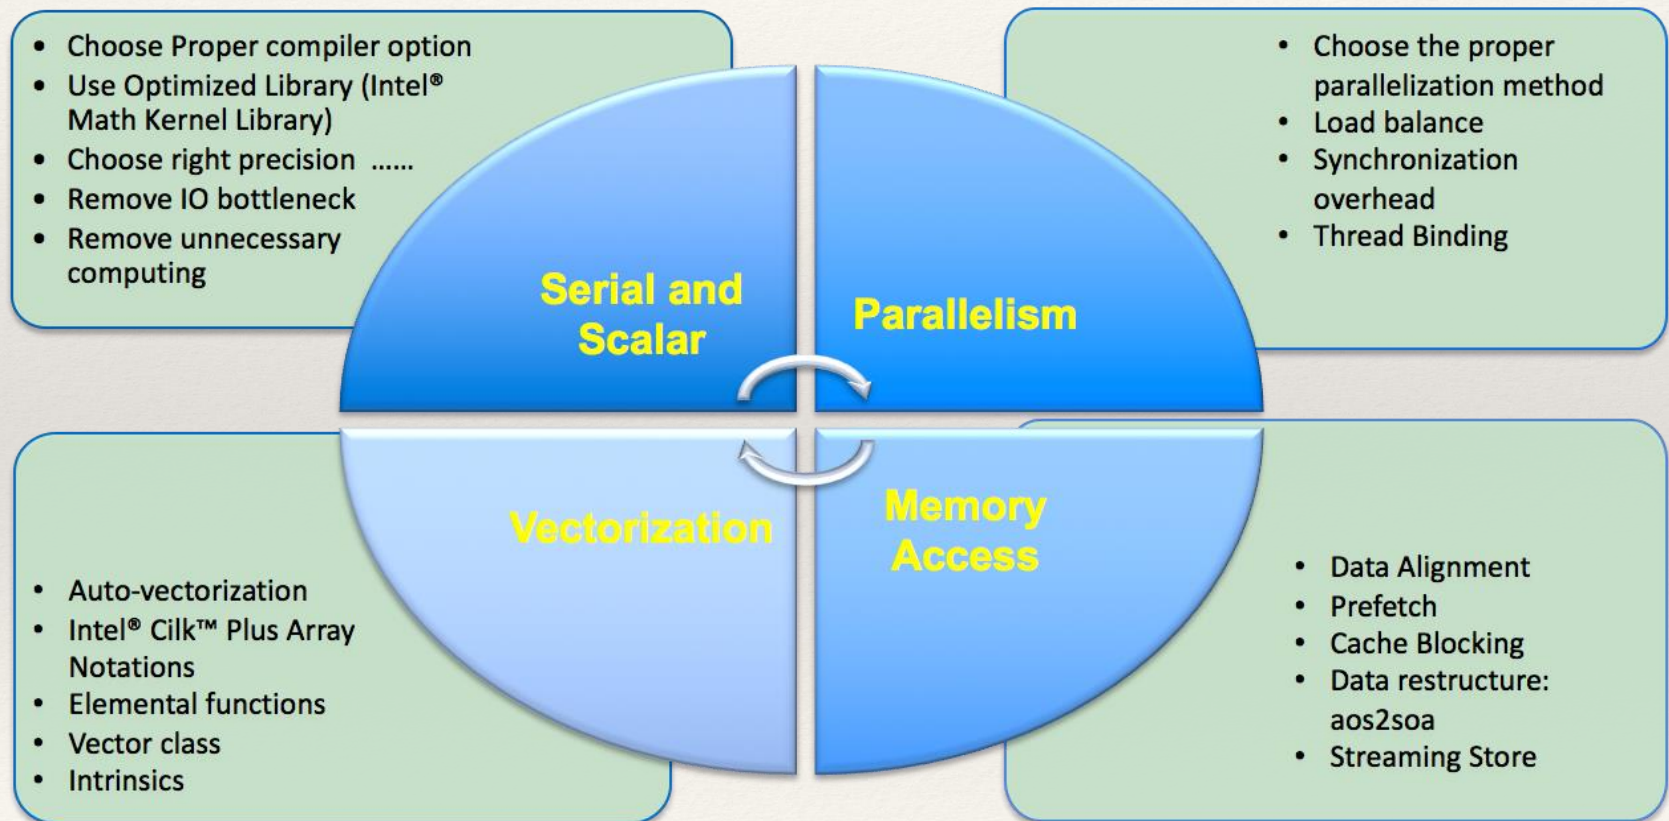 • Choose Proper compiler option
• Use Optimized Library (Intel®
Math Kernel Library)
• Choose right precision ......
• Remove IO bottleneck
• Remove unnecessary
computing
Serial and
Scalar
• Choose the proper
parallelization method
• Load balance
• Synchronization
overhead
• Thread Binding
Parallelism
Vectorization
• Auto-vectorization
• Intel® Cilk™ Plus Array
Notations
• Elemental functions
• Vector class
• Intrinsics
Memory
Access
• Data Alignment
• Prefetch
• Cache Blocking
• Data restructure:
aos2soa
• Streaming Store